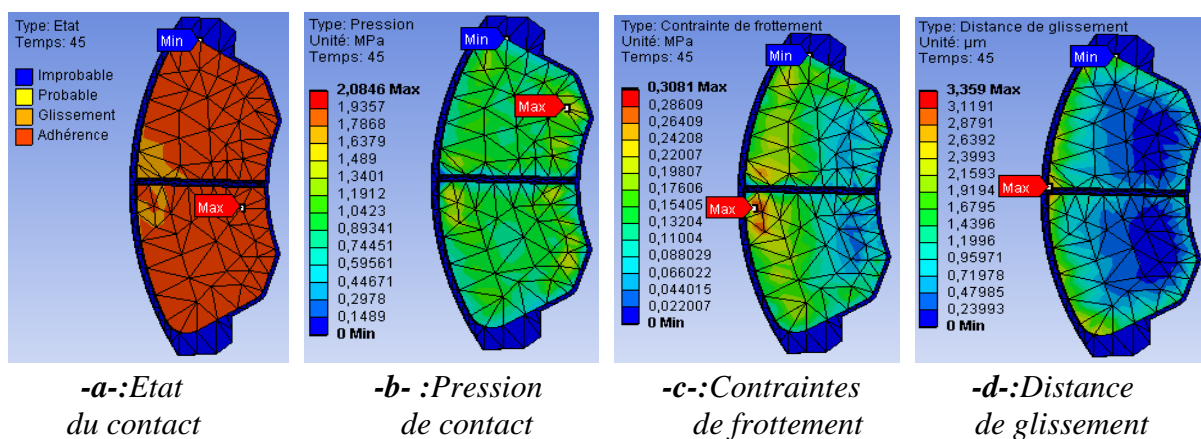 Type: Etat
Temps: 45
Min
Improbable
Probable
Glissement
Adhérence
Max
Type: Pression
Unité: MPa
Temps: 45
Min
2,0846 Max
1,9357
1,7868
1,6379
1,489
1,3401
1,1912
1,0423
0,89341
0,74451
0,59561
0,44671
0,2978
0,1489
0 Min
Max
Type: Contrainte de frottement
Unité: MPa
Temps: 45
Min
0,3081 Max
0,28609
0,26409
0,24208
0,22007
0,19807
0,17606
0,15405
0,13204
0,11004
0,088029
0,066022
0,044015
0,022007
0 Min
Max
Type: Distance de glissement
Unité: µm
Temps: 45
Min
3,359 Max
3,1191
2,8791
2,6392
2,3993
2,1593
1,9194
1,6795
1,4396
1,1996
0,95971
0,71978
0,47985
0,23993
0 Min
Max
-a-:Etat
du contact
-b- :Pression
de contact
-c-:Contraintes
de frottement
-d-:Distance
de glissement